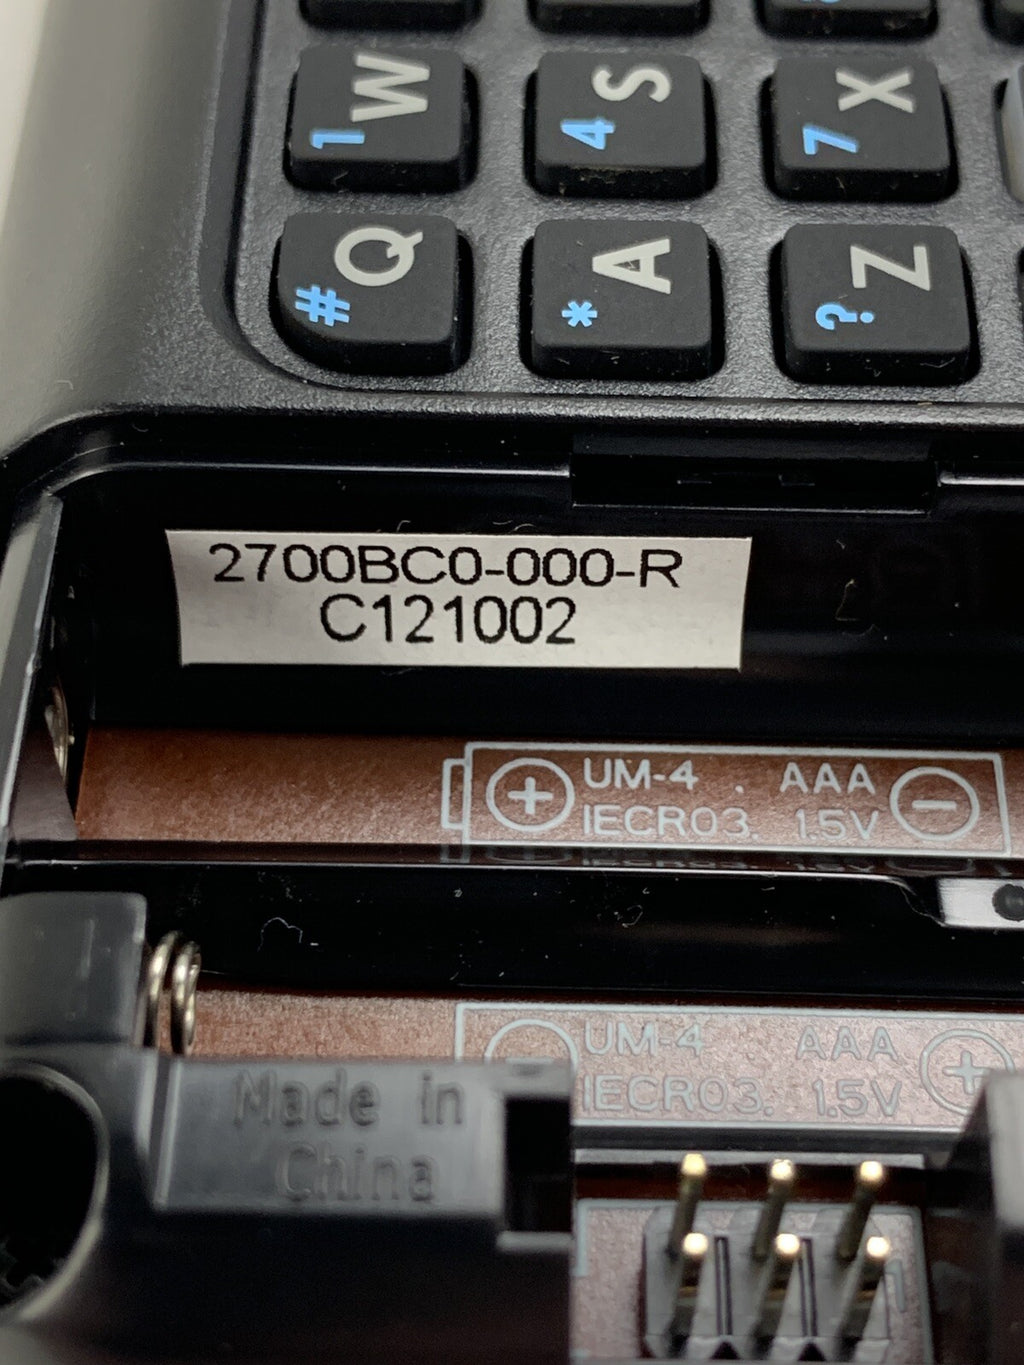 W
1
S
4
X
7
Q
#
A
*
Z
?
2700BC0-000-R
C121002
UM-4 . AAA
IECR03. 1.5V
UM-4 AAA
IECR03. 1.5V
Made in
China